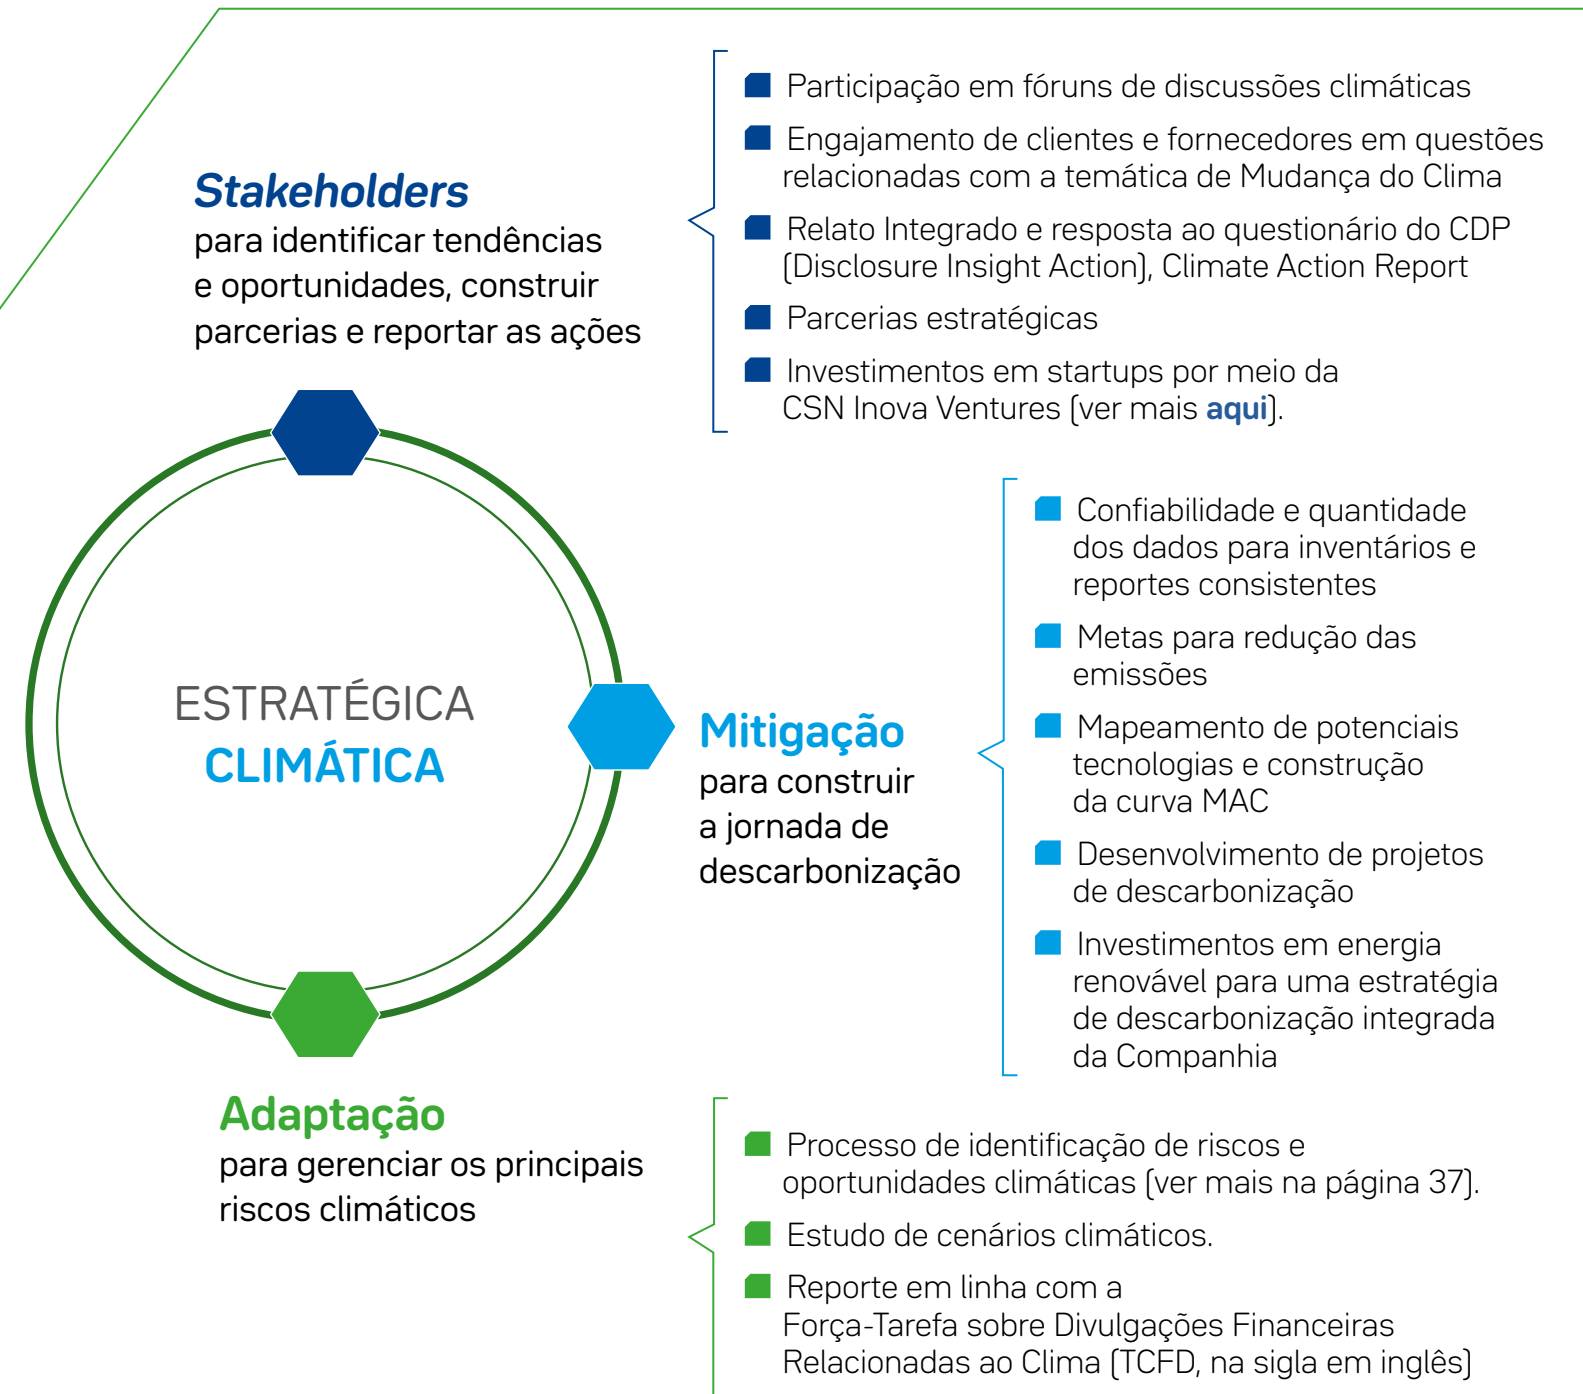 Stakeholders
para identificar tendências
e oportunidades, construir
parcerias e reportar as ações
Participação em fóruns de discussões climáticas
Engajamento de clientes e fornecedores em questões
relacionadas com a temática de Mudança do Clima
Relato Integrado e resposta ao questionário do CDP
(Disclosure Insight Action), Climate Action Report
Parcerias estratégicas
Investimentos em startups por meio da
CSN Inova Ventures (ver mais aqui).
ESTRATÉGICA
CLIMÁTICA
Mitigação
para construir
a jornada de
descarbonização
Confiabilidade e quantidade
dos dados para inventários e
reportes consistentes
Metas para redução das
emissões
Mapeamento de potenciais
tecnologias e construção
da curva MAC
Desenvolvimento de projetos
de descarbonização
Investimentos em energia
renovável para uma estratégia
de descarbonização integrada
da Companhia
Adaptação
para gerenciar os principais
riscos climáticos
Processo de identificação de riscos e
oportunidades climáticas (ver mais na página 37).
Estudo de cenários climáticos.
Reporte em linha com a
Força-Tarefa sobre Divulgações Financeiras
Relacionadas ao Clima (TCFD, na sigla em inglês)